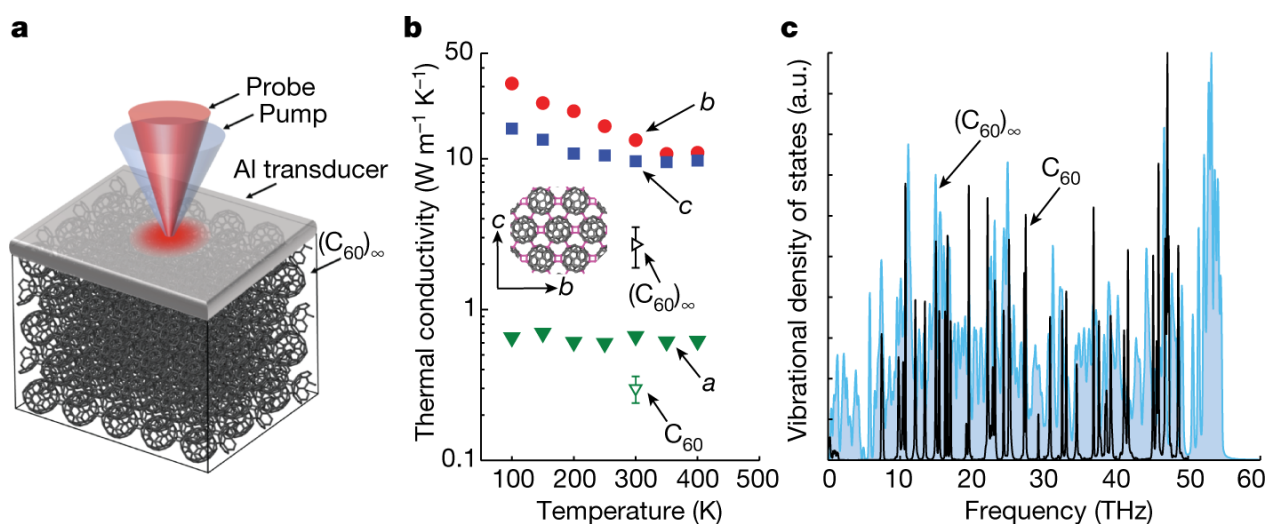 a
Probe
Pump
Al transducer
(C₆₀)∞
b
Thermal conductivity (W m⁻¹ K⁻¹)
50
10
1
0.1
b
c
c
b
(C₆₀)∞
a
C₆₀
100
200
300
400
500
Temperature (K)
c
Vibrational density of states (a.u.)
(C₆₀)∞
C₆₀
0
10
20
30
40
50
60
Frequency (THz)